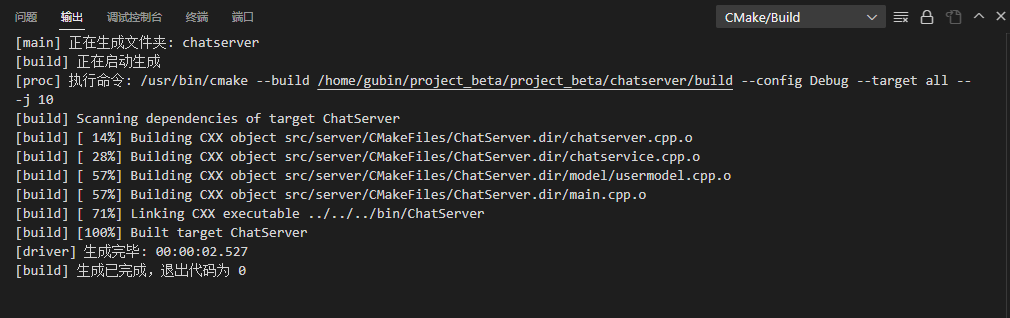 问题 输出 调试控制台 终端 端口 CMake/Build
[main] 正在生成文件夹: chatserver
[build] 正在启动生成
[proc] 执行命令: /usr/bin/cmake --build /home/gubin/project_beta/project_beta/chatserver/build --config Debug --target all --
-j 10
[build] Scanning dependencies of target ChatServer
[build] [ 14%] Building CXX object src/server/CMakeFiles/ChatServer.dir/chatserver.cpp.o
[build] [ 28%] Building CXX object src/server/CMakeFiles/ChatServer.dir/chatservice.cpp.o
[build] [ 57%] Building CXX object src/server/CMakeFiles/ChatServer.dir/model/usermodel.cpp.o
[build] [ 57%] Building CXX object src/server/CMakeFiles/ChatServer.dir/main.cpp.o
[build] [ 71%] Linking CXX executable ../../../bin/ChatServer
[build] [100%] Built target ChatServer
[driver] 生成完毕: 00:00:02.527
[build] 生成已完成，退出代码为 0